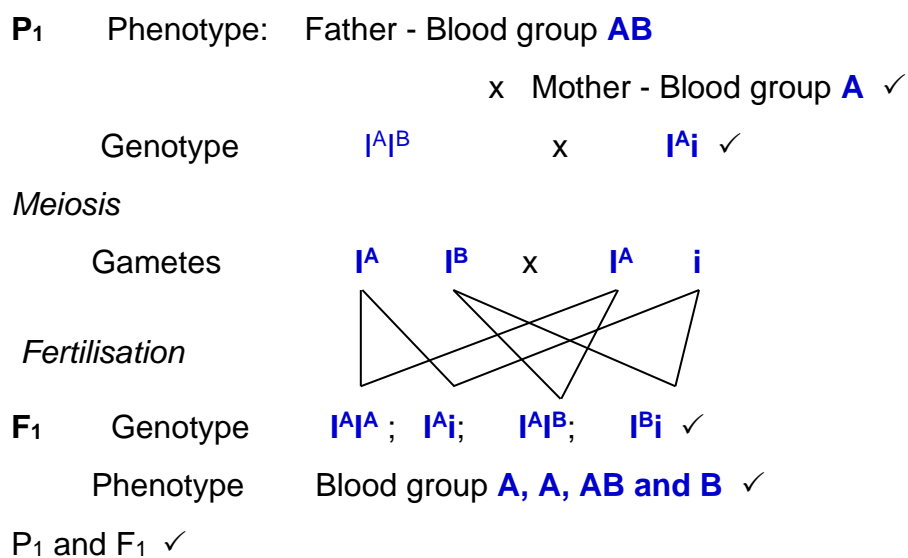 P₁ Phenotype: Father - Blood group AB
x Mother - Blood group A ✓
Genotype IᴬIᴮ x Iᴬi ✓
Meiosis
Gametes Iᴬ Iᴮ x Iᴬ i
Fertilisation
F₁ Genotype IᴬIᴬ ; Iᴬi; IᴬIᴮ; Iᴮi ✓
Phenotype Blood group A, A, AB and B ✓
P₁ and F₁ ✓